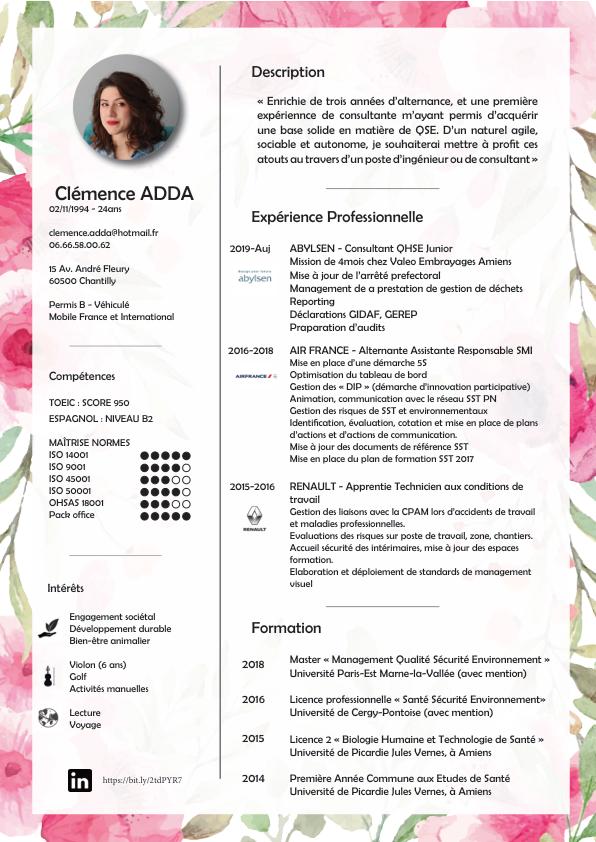 Clémence ADDA
02/11/1994 - 24ans
clemence.adda@hotmail.fr
06.66.58.00.62
15 Av. André Fleury
60500 Chantilly
Permis B - Véhiculé
Mobile France et International
Compétences
TOEIC : SCORE 950
ESPAGNOL : NIVEAU B2
MAÎTRISE NORMES
ISO 14001
ISO 9001
ISO 45001
ISO 50001
OHSAS 18001
Pack office
Intérêts
Engagement sociétal
Développement durable
Bien-être animalier
Violon (6 ans)
Golf
Activités manuelles
Lecture
Voyage
in https://bit.ly/2tdPYR7
Description
« Enrichie de trois années d'alternance, et une première
expériennce de consultante m'ayant permis d'acquérir
une base solide en matière de QSE. D'un naturel agile,
sociable et autonome, je souhaiterai mettre à profit ces
atouts au travers d'un poste d'ingénieur ou de consultant »
Expérience Professionnelle
2019-Auj ABYLSEN - Consultant QHSE Junior
Mission de 4mois chez Valeo Embrayages Amiens
abylsen
Mise à jour de l'arrêté prefectoral
Management de a prestation de gestion de déchets
Reporting
Déclarations GIDAF, GEREP
Praparation d'audits
2016-2018 AIR FRANCE - Alternante Assistante Responsable SMI
Mise en place d'une démarche 5S
AIRFRANCE Optimisation du tableau de bord
Gestion des « DIP » (démarche d'innovation participative)
Animation, communication avec le réseau SST PN
Gestion des risques de SST et environnementaux
Identification, évaluation, cotation et mise en place de plans
d'actions et d'actions de communication.
Mise à jour des documents de référence SST
Mise en place du plan de formation SST 2017
2015-2016 RENAULT - Apprentie Technicien aux conditions de
travail
Gestion des liaisons avec la CPAM lors d'accidents de travail
et maladies professionnelles.
RENAULT
Evaluations des risques sur poste de travail, zone, chantiers.
Accueil sécurité des intérimaires, mise à jour des espaces
formation.
Elaboration et déploiement de standards de management
visuel
Formation
2018 Master « Management Qualité Sécurité Environnement »
Université Paris-Est Marne-la-Vallée (avec mention)
2016 Licence professionnelle « Santé Sécurité Environnement»
Université de Cergy-Pontoise (avec mention)
2015 Licence 2 « Biologie Humaine et Technologie de Santé »
Université de Picardie Jules Vernes, à Amiens
2014 Première Année Commune aux Etudes de Santé
Université de Picardie Jules Vernes, à Amiens